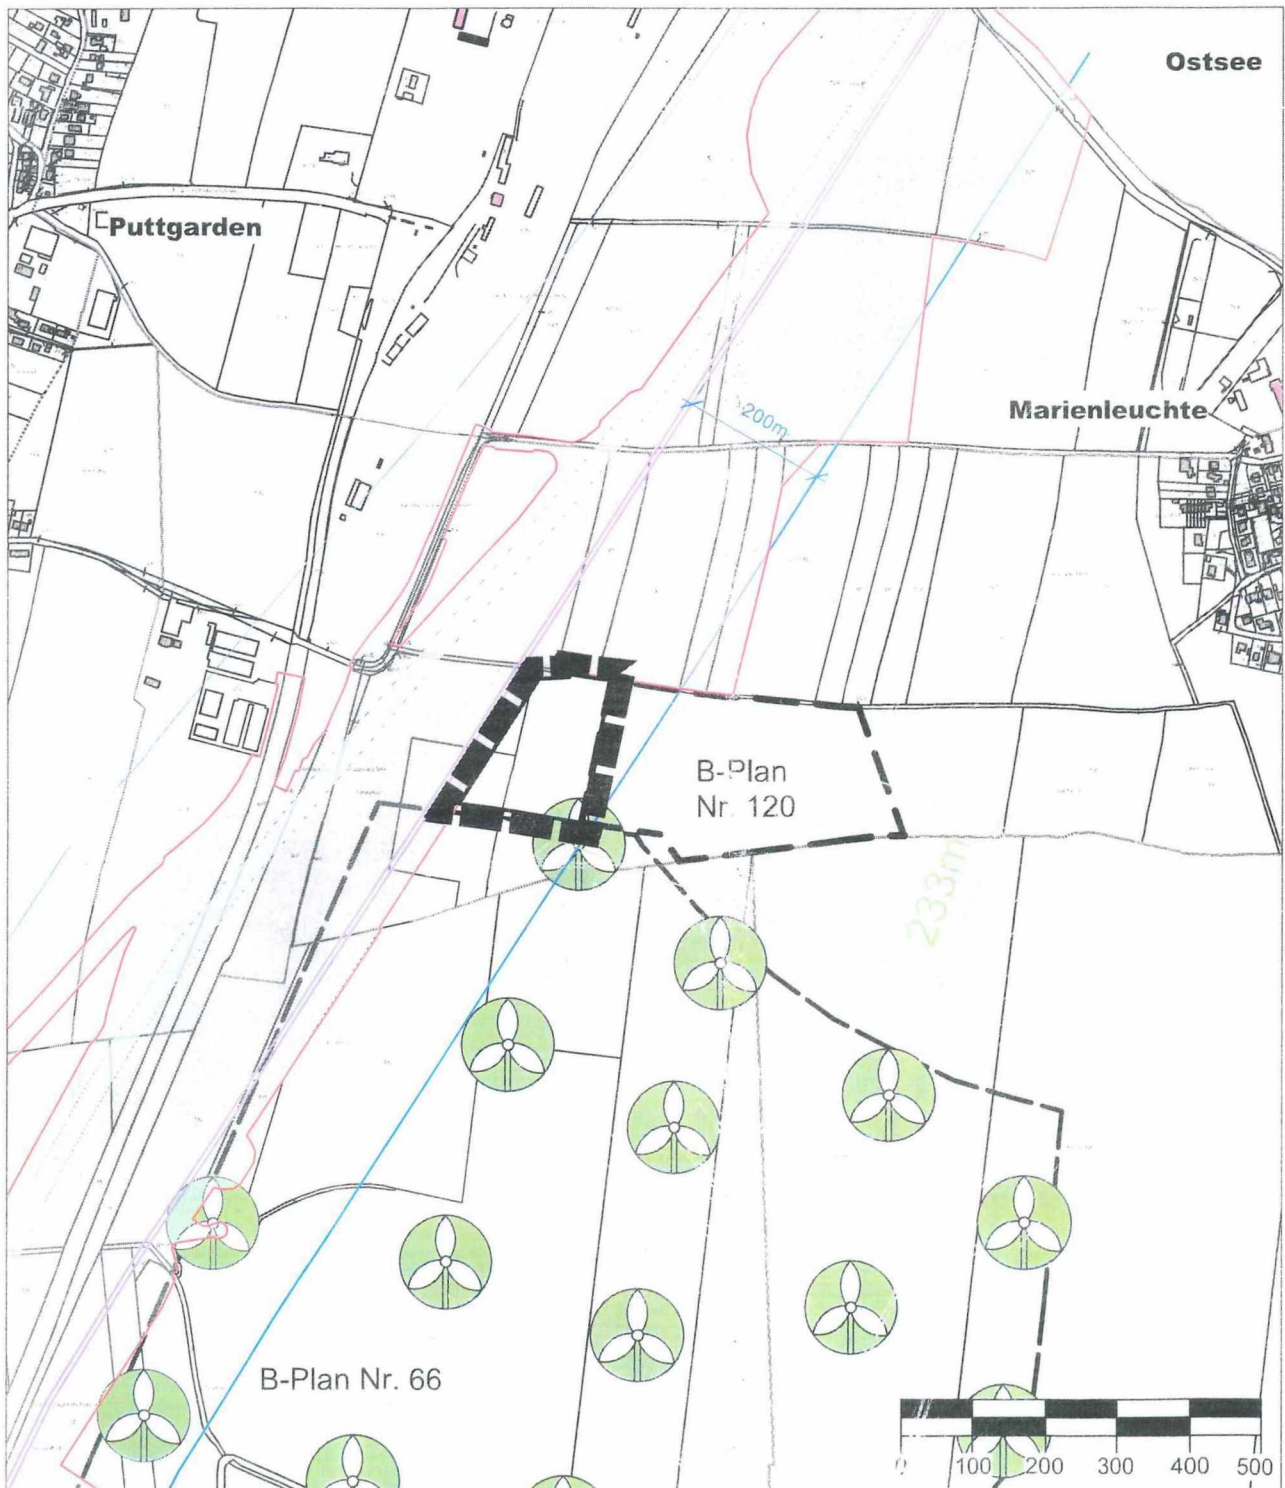 Ostsee
Puttgarden
Marienleuchte
200m
B-Plan
Nr. 120
233m
B-Plan Nr. 66
0 100 200 300 400 500